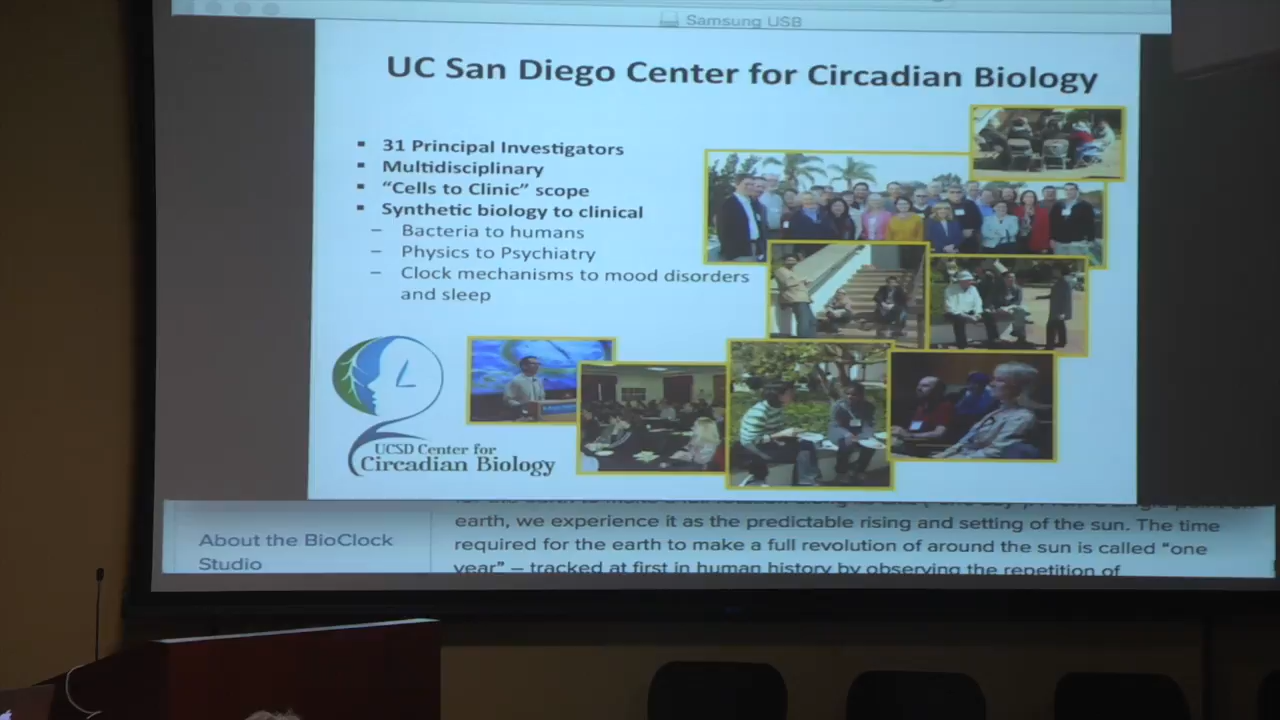 Samsung USB
UC San Diego Center for Circadian Biology
▪ 31 Principal Investigators
▪ Multidisciplinary
▪ “Cells to Clinic” scope
▪ Synthetic biology to clinical
– Bacteria to humans
– Physics to Psychiatry
– Clock mechanisms to mood disorders
and sleep
UCSD Center for
Circadian Biology
About the BioClock
Studio
earth, we experience it as the predictable rising and setting of the sun. The time
required for the earth to make a full revolution of around the sun is called “one
year” – tracked at first in human history by observing the repetition of